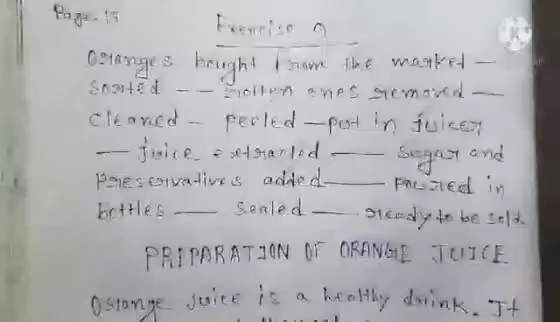 Page-15
Exercise 9
Oranges bought from the market —
sorted -- rotten ones removed —
cleaned - peeled — put in juicer
— juice extracted — sugar and
preservatives added — poured in
bottles — sealed — ready to be sold.
PRIPARATION OF ORANGE JUICE
Orange juice is a healthy drink. It